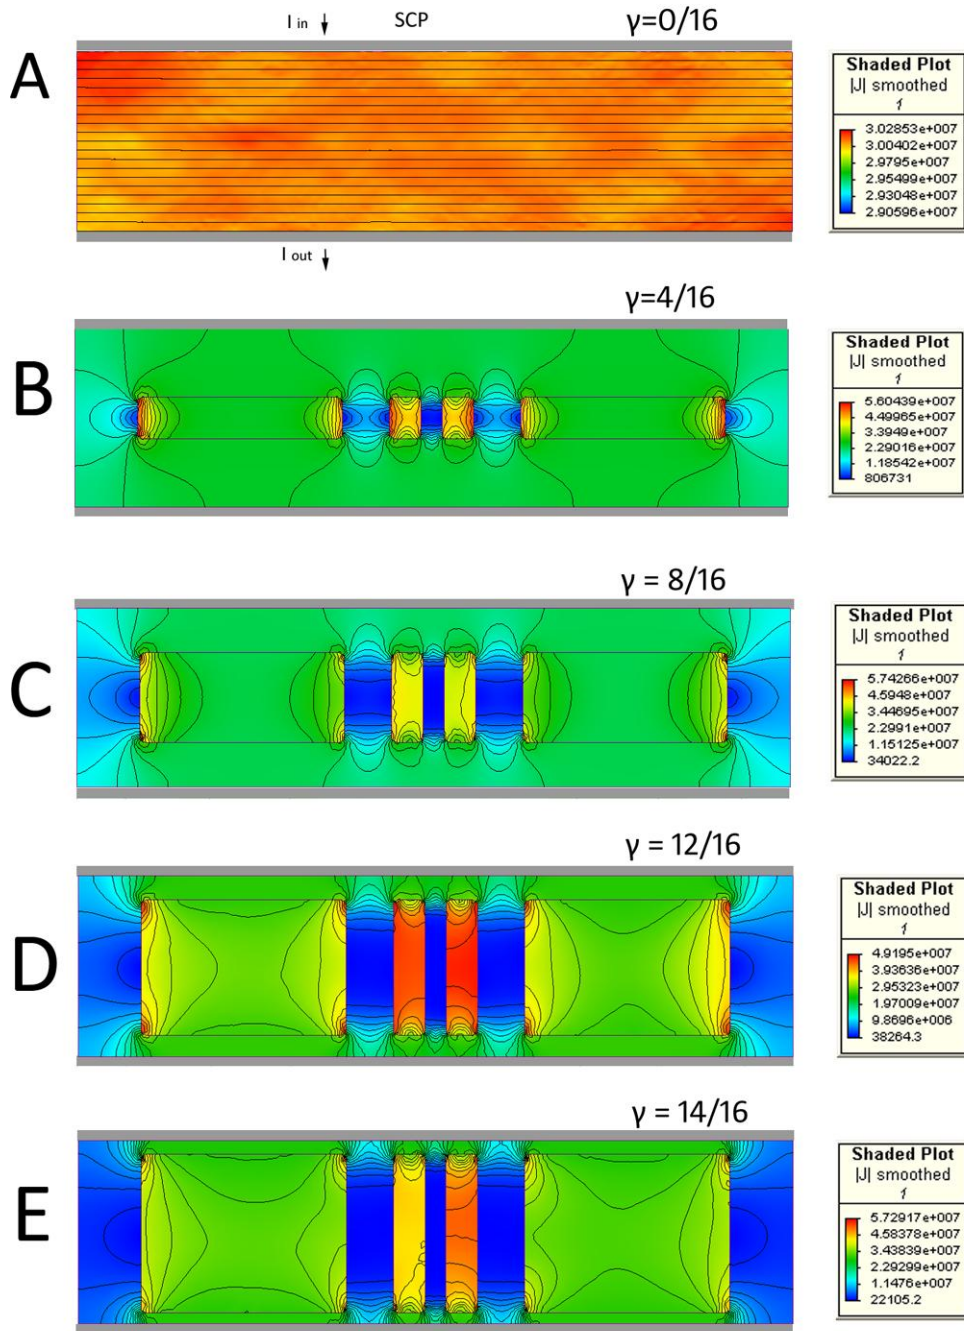 I in SCP γ=0/16
A
Shaded Plot
|J| smoothed
1
3.02853e+007
3.00402e+007
2.9795e+007
2.95499e+007
2.93048e+007
2.90596e+007
I out
γ=4/16
B
Shaded Plot
|J| smoothed
1
5.60439e+007
4.49965e+007
3.3949e+007
2.29016e+007
1.18542e+007
806731
γ = 8/16
C
Shaded Plot
|J| smoothed
1
5.74266e+007
4.5948e+007
3.44695e+007
2.2991e+007
1.15125e+007
34022.2
γ = 12/16
D
Shaded Plot
|J| smoothed
1
4.9195e+007
3.93636e+007
2.95323e+007
1.97009e+007
9.8696e+006
38264.3
γ = 14/16
E
Shaded Plot
|J| smoothed
1
5.72917e+007
4.58378e+007
3.43839e+007
2.29299e+007
1.1476e+007
22105.2